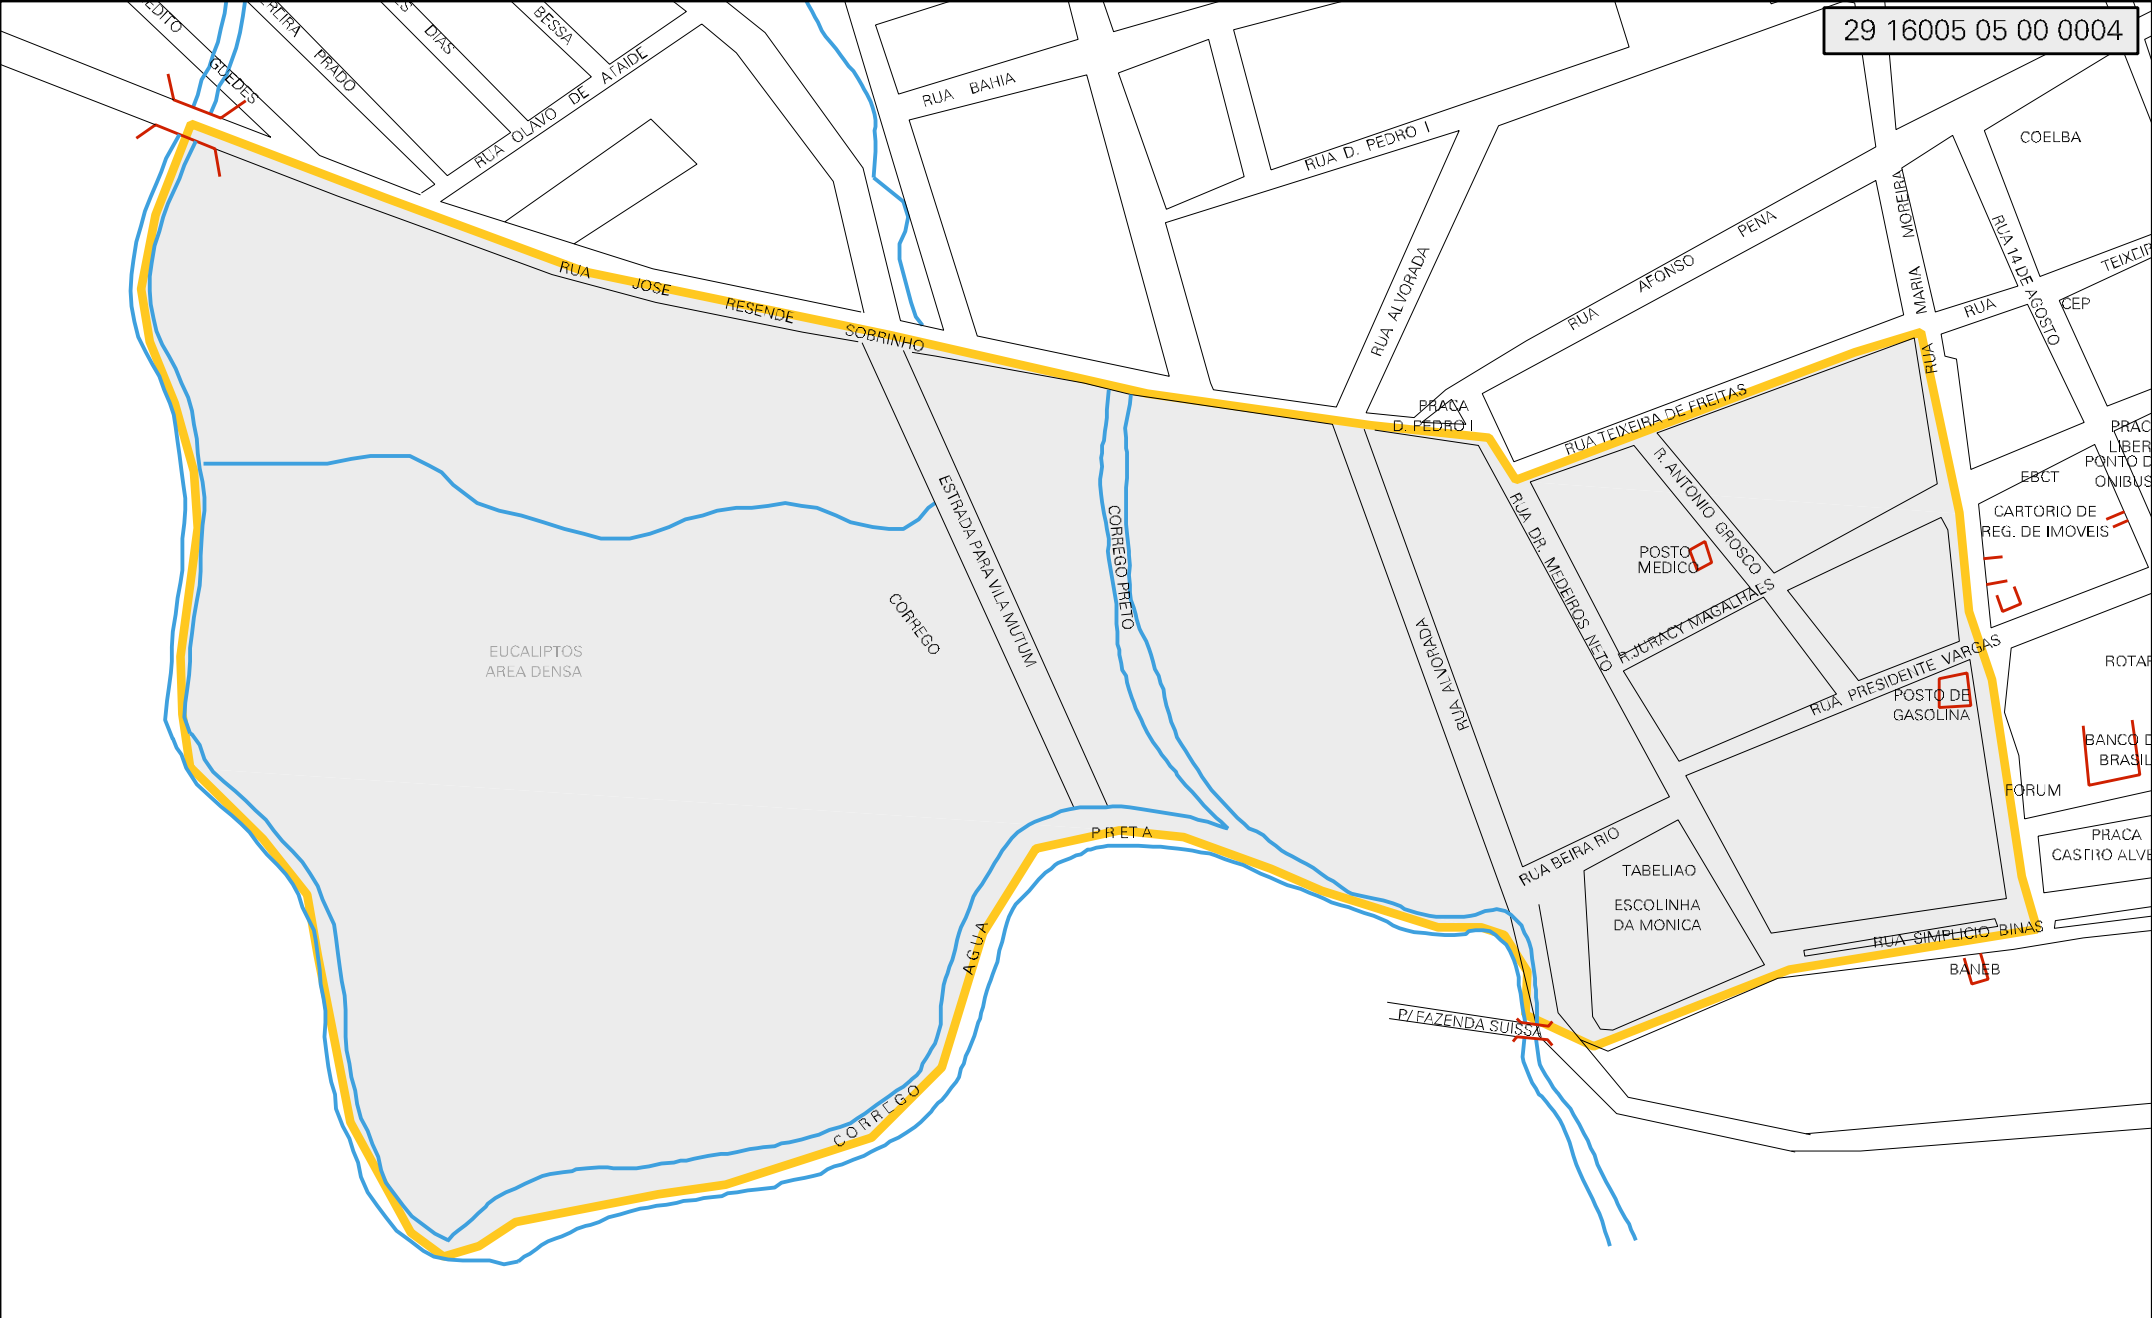 29 16005 05 00 0004
GUEDES
PRADO
DIAS
BESSA
RUA OLAVO DE ATAIDE
RUA BAHIA
RUA D. PEDRO I
COELBA
RUA MARIA MOREIRA
RUA 14 DE AGOSTO
RUA AFONSO PENA
RUA
CEP
RUA JOSE RESENDE SOBRINHO
RUA ALVORADA
PRACA
D. PEDRO I
RUA TEIXEIRA DE FREITAS
R. ANTONIO GROSCO
EBCT
CARTORIO DE
REG. DE IMOVEIS
ESTRADA PARA VILA MUTUM
CORREGO PRETO
CORREGO
RUA DR. MEDEIROS NETO
POSTO
MEDICO
R.JURACY MAGALHAES
RUA PRESIDENTE VARGAS
EUCALIPTOS
AREA DENSA
RUA ALVORADA
POSTO DE
GASOLINA
FORUM
CORREGO AGUA PRETA
RUA BEIRA RIO
TABELIAO
PRACA
ESCOLINHA
DA MONICA
RUA SIMPLICIO BINAS
BANEB
P/ FAZENDA SUISSA